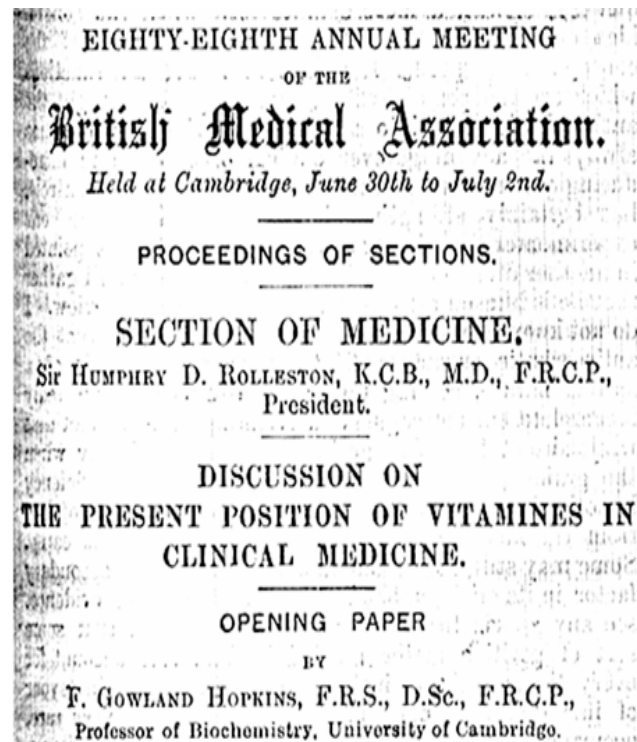 EIGHTY-EIGHTH ANNUAL MEETING
OF THE
British Medical Association.
Held at Cambridge, June 30th to July 2nd.
PROCEEDINGS OF SECTIONS.
SECTION OF MEDICINE.
Sir HUMPHRY D. ROLLESTON, K.C.B., M.D., F.R.C.P.,
President.
DISCUSSION ON
THE PRESENT POSITION OF VITAMINES IN
CLINICAL MEDICINE.
OPENING PAPER
BY
F. GOWLAND HOPKINS, F.R.S., D.Sc., F.R.C.P.,
Professor of Biochemistry, University of Cambridge.